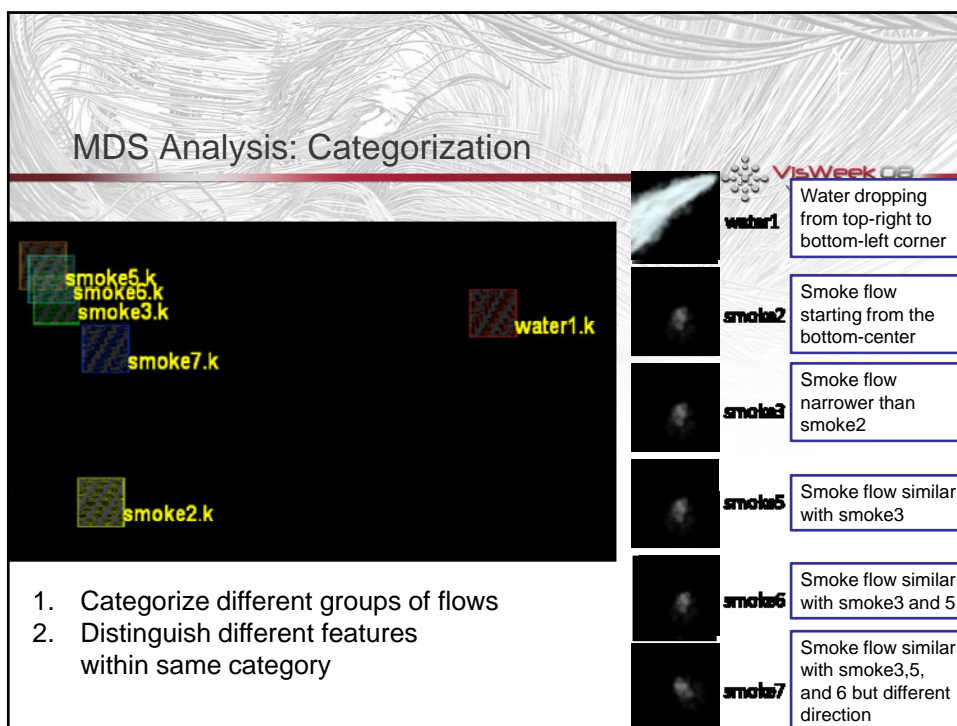 MDS Analysis: Categorization
VisWeek 08
smoke5.k
smoke6.k
smoke3.k
smoke7.k
water1.k
smoke2.k
1. Categorize different groups of flows
2. Distinguish different features
within same category
water1
Water dropping
from top-right to
bottom-left corner
smoke2
Smoke flow
starting from the
bottom-center
smoke3
Smoke flow
narrower than
smoke2
smoke5
Smoke flow similar
with smoke3
smoke6
Smoke flow similar
with smoke3 and 5
smoke7
Smoke flow similar
with smoke3,5,
and 6 but different
direction